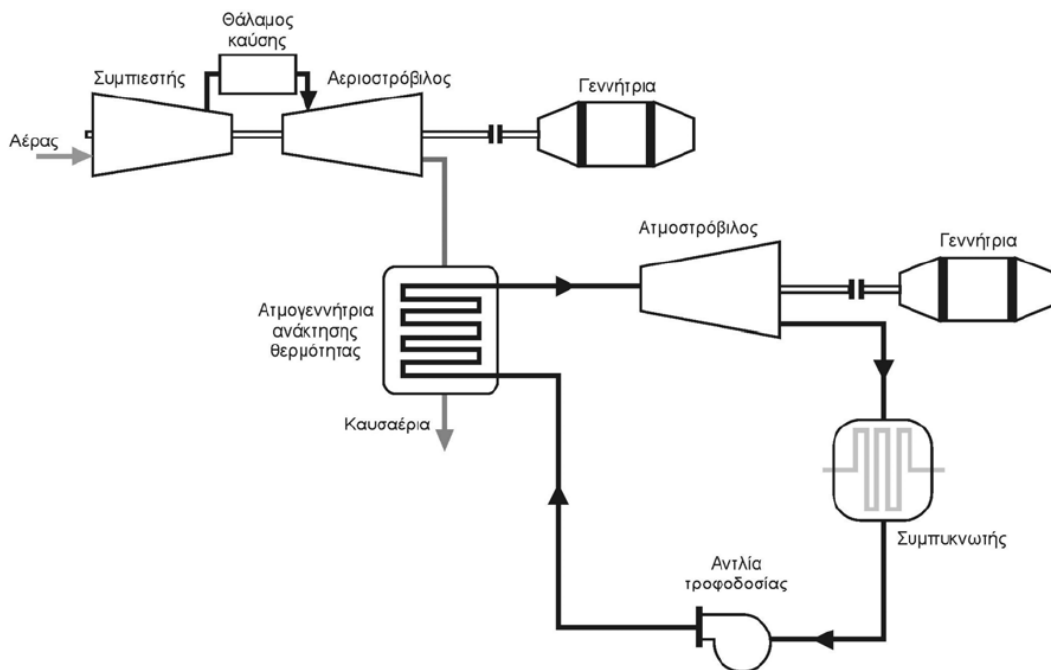 Θάλαμος
καύσης
Συμπιεστής
Αεριοστρόβιλος
Γεννήτρια
Αέρας
Ατμοστρόβιλος
Γεννήτρια
Ατμογεννήτρια
ανάκτησης
θερμότητας
Καυσαέρια
Συμπυκνωτής
Αντλία
τροφοδοσίας